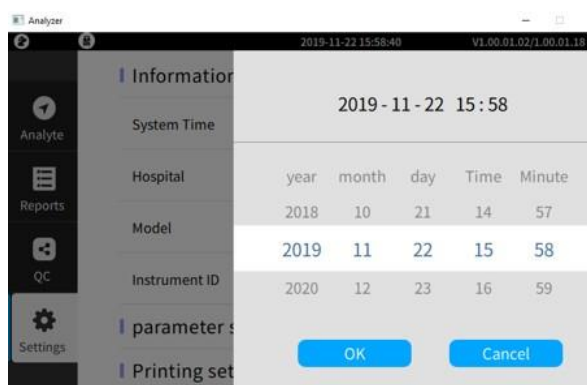 Analyzer
2019-11-22 15:58:40 V1.00.01.02/1.00.01.18
Analyte
Reports
QC
Settings
Information
System Time
Hospital
Model
Instrument ID
parameter s
Printing set
2019 - 11 - 22 15 : 58
year month day Time Minute
2018 10 21 14 57
2019 11 22 15 58
2020 12 23 16 59
OK Cancel